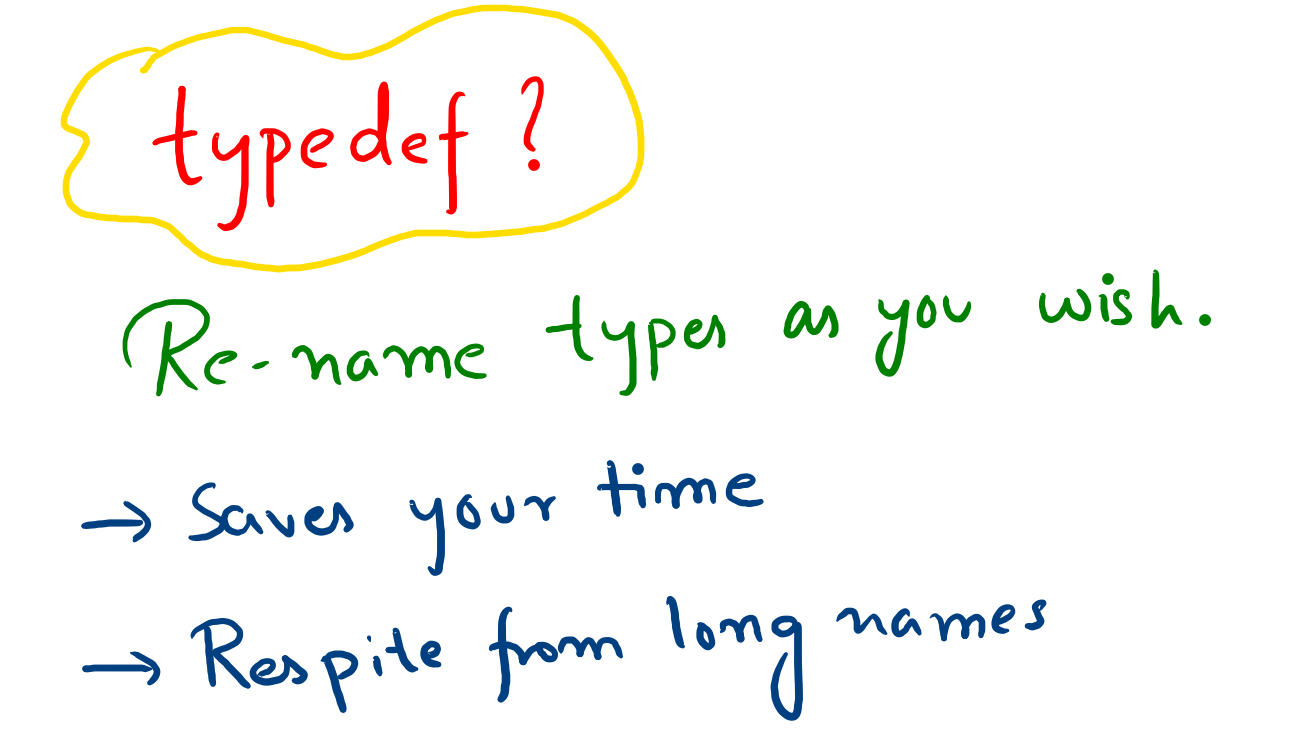 typedef ?
Re-name types as you wish.
→ Saves your time
→ Respite from long names